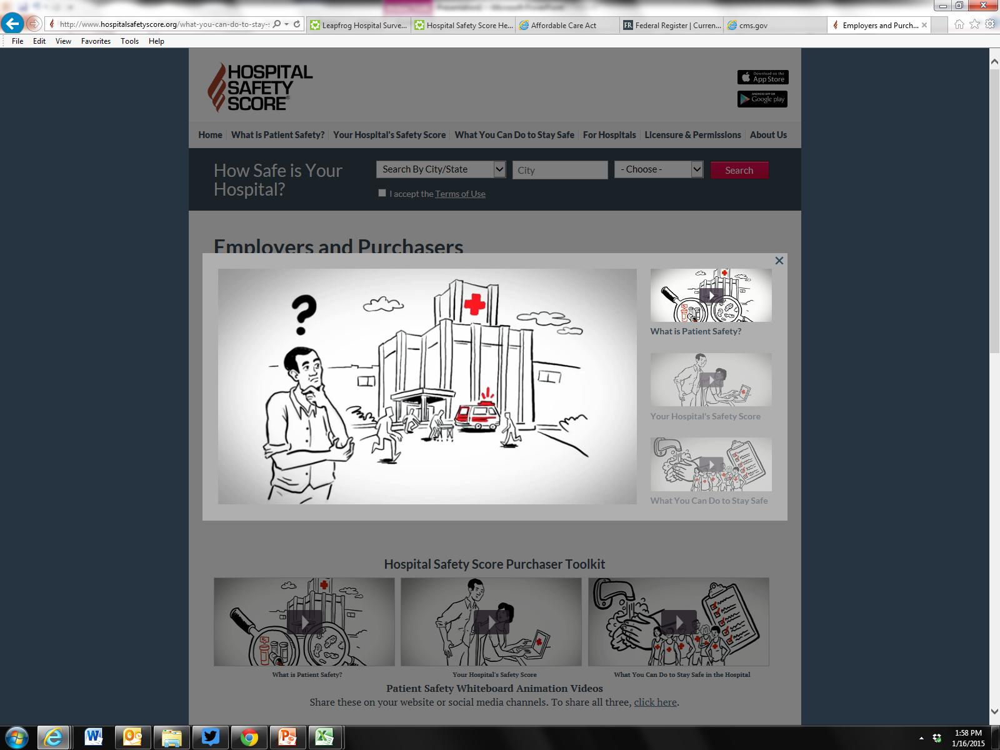 Presentation1 - Microsoft PowerPoint
http://www.hospitalsafetyscore.org/what-you-can-do-to-stay-s
Leapfrog Hospital Surve...
Hospital Safety Score He...
Affordable Care Act
FR Federal Register | Curren...
cms.gov
Employers and Purch...
File Edit View Favorites Tools Help
HOSPITAL
SAFETY
SCORE®
Download on the
App Store
ANDROID APP ON
Google play
Home What is Patient Safety? Your Hospital's Safety Score What You Can Do to Stay Safe For Hospitals Licensure & Permissions About Us
How Safe is Your
Hospital?
Search By City/State City - Choose - Search
I accept the Terms of Use
Employers and Purchasers
?
What is Patient Safety?
Your Hospital's Safety Score
What You Can Do to Stay Safe
Hospital Safety Score Purchaser Toolkit
What is Patient Safety?
Your Hospital's Safety Score
What You Can Do to Stay Safe in the Hospital
Patient Safety Whiteboard Animation Videos
Share these on your website or social media channels. To share all three, click here.
1:58 PM
1/16/2015